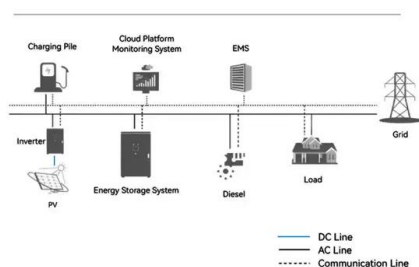 Charging Pile
Cloud Platform
Monitoring System
EMS
Grid
Inverter
PV
Energy Storage System
Diesel
Load
DC Line
AC Line
Communication Line